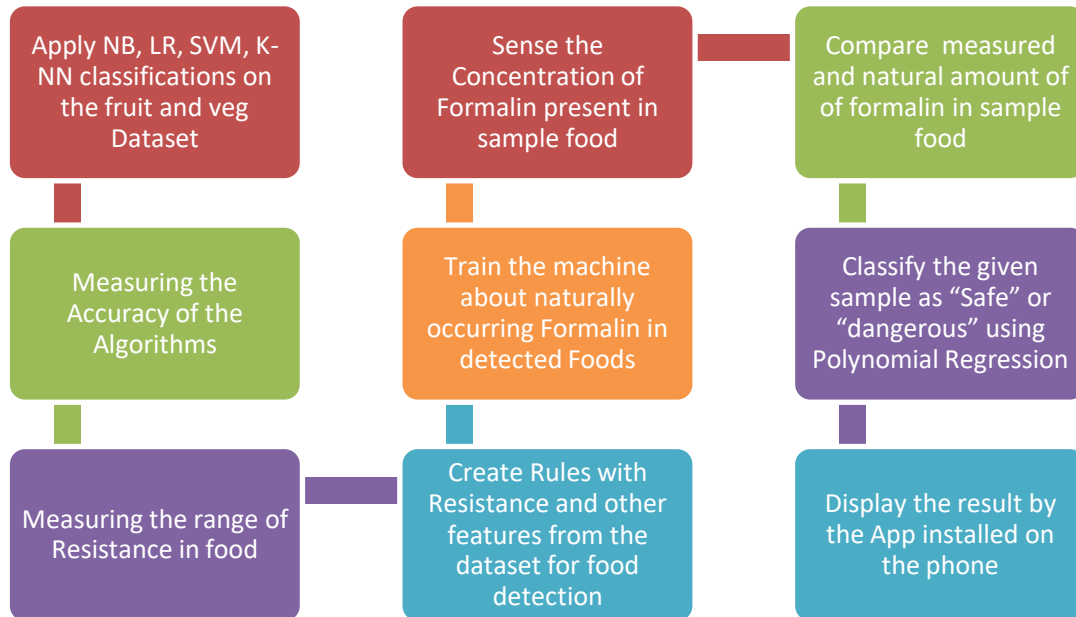 Apply NB, LR, SVM, K-
NN classifications on
the fruit and veg
Dataset
Measuring the
Accuracy of the
Algorithms
Measuring the range of
Resistance in food
Create Rules with
Resistance and other
features from the
dataset for food
detection
Train the machine
about naturally
occurring Formalin in
detected Foods
Sense the
Concentration of
Formalin present in
sample food
Compare  measured
and natural amount of
of formalin in sample
food
Classify the given
sample as “Safe” or
“dangerous” using
Polynomial Regression
Display the result by
the App installed on
the phone